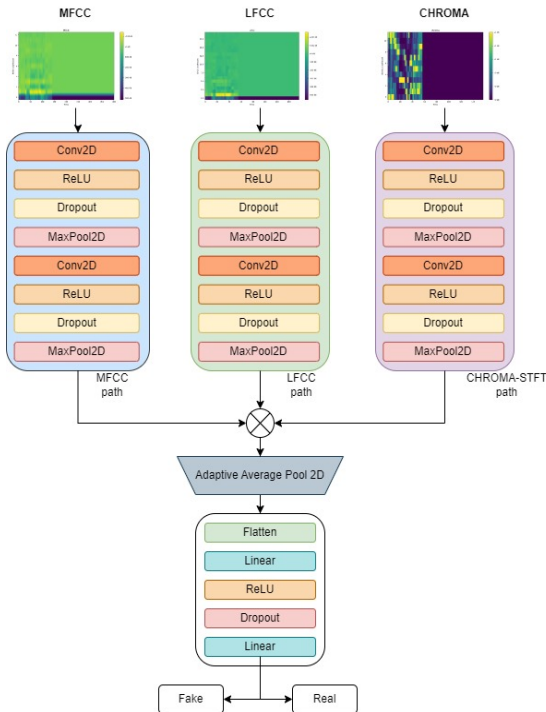 MFCC
LFCC
CHROMA
Conv2D
ReLU
Dropout
MaxPool2D
Conv2D
ReLU
Dropout
MaxPool2D
Conv2D
ReLU
Dropout
MaxPool2D
Conv2D
ReLU
Dropout
MaxPool2D
Conv2D
ReLU
Dropout
MaxPool2D
Conv2D
ReLU
Dropout
MaxPool2D
MFCC
path
LFCC
path
CHROMA-STFT
path
Adaptive Average Pool 2D
Flatten
Linear
ReLU
Dropout
Linear
Fake
Real